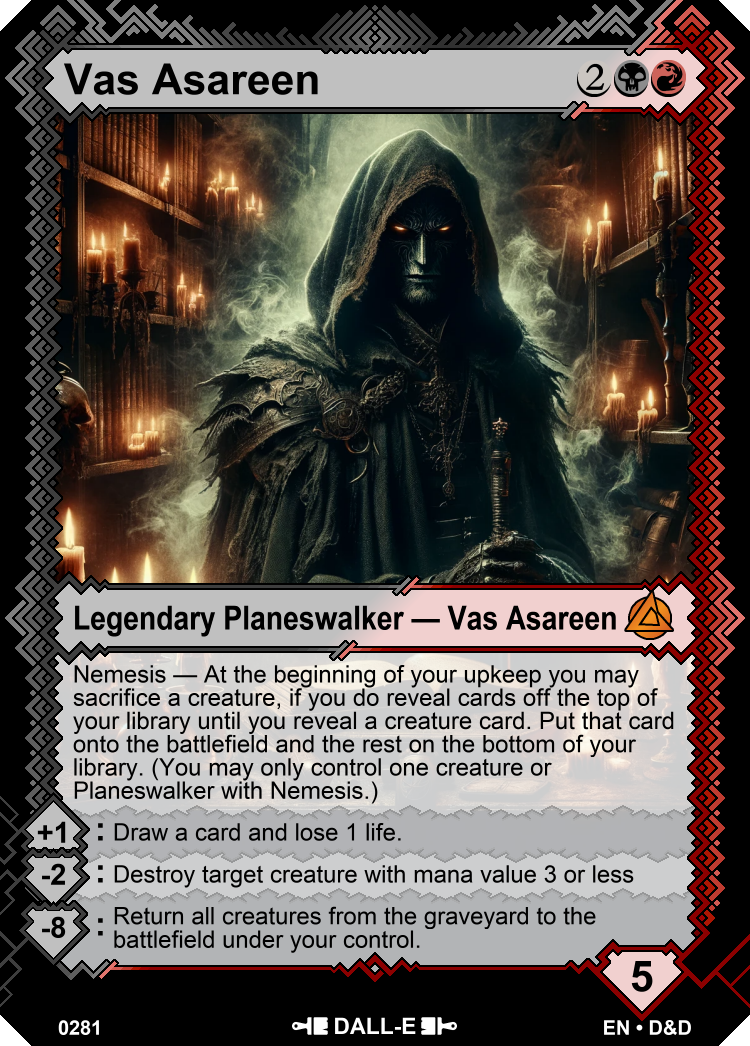 Vas Asareen 2
Legendary Planeswalker — Vas Asareen
Nemesis — At the beginning of your upkeep you may
sacrifice a creature, if you do reveal cards off the top of
your library until you reveal a creature card. Put that card
onto the battlefield and the rest on the bottom of your
library. (You may only control one creature or
Planeswalker with Nemesis.)
+1 : Draw a card and lose 1 life.
-2 : Destroy target creature with mana value 3 or less
-8 : Return all creatures from the graveyard to the
battlefield under your control.
5
0281 DALL-E EN • D&D